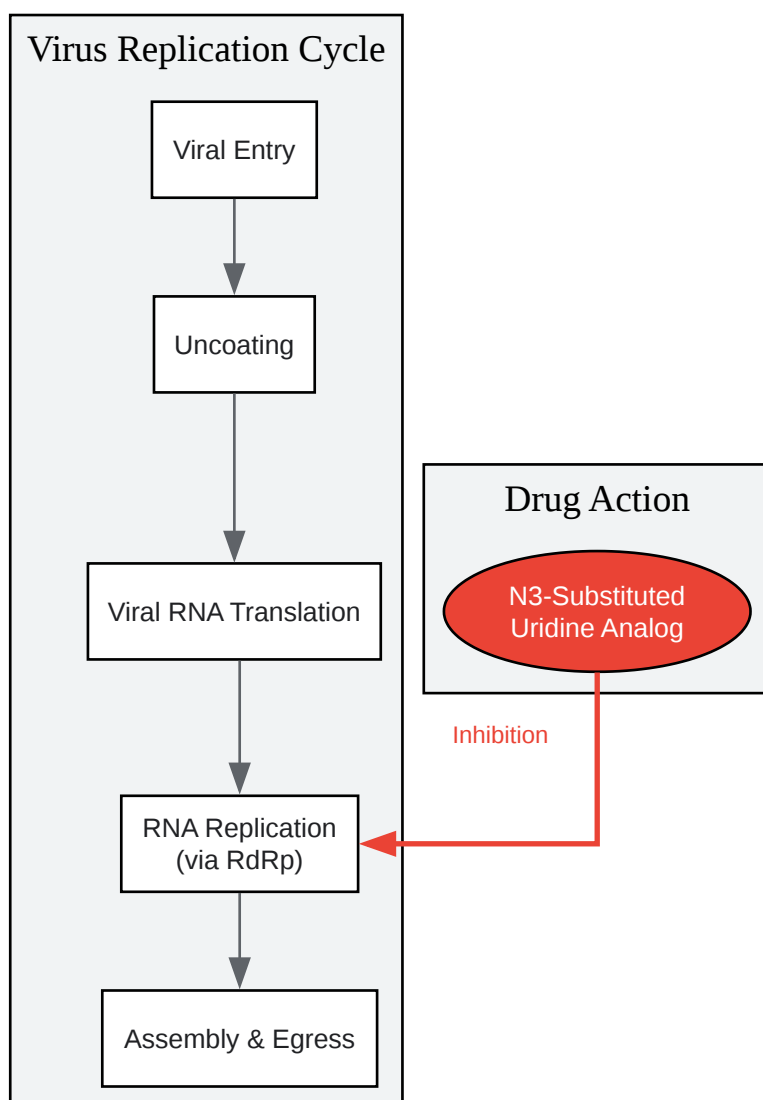 Virus Replication Cycle
Viral Entry
Uncoating
Viral RNA Translation
RNA Replication
(via RdRp)
Assembly & Egress
Drug Action
N3-Substituted
Uridine Analog
Inhibition